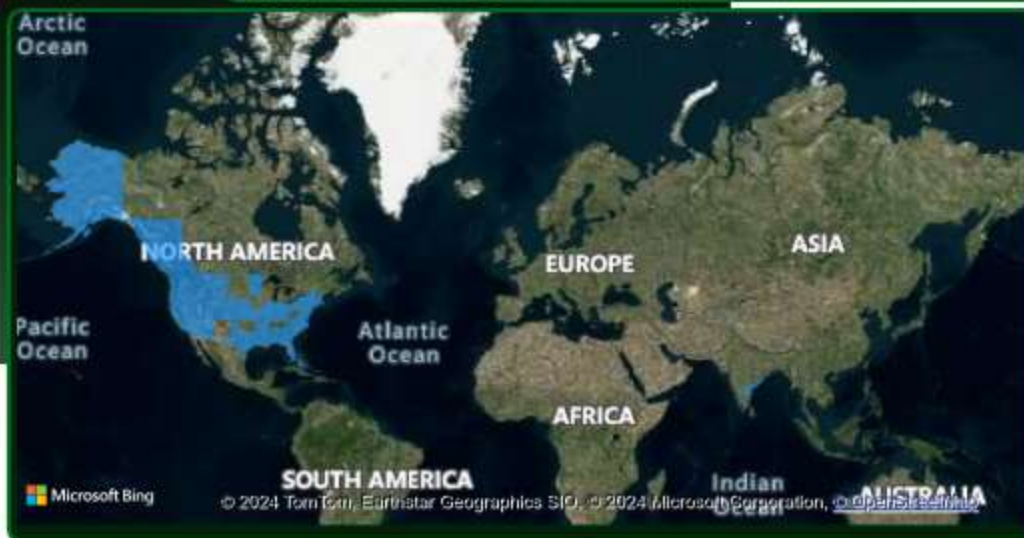 Arctic
Ocean
NORTH AMERICA
EUROPE
ASIA
Pacific
Ocean
Atlantic
Ocean
AFRICA
SOUTH AMERICA
Indian
Ocean
AUSTRALIA
Microsoft Bing
© 2024 TomTom, Earthstar Geographics SIO, © 2024 Microsoft Corporation, © OpenStreetMap